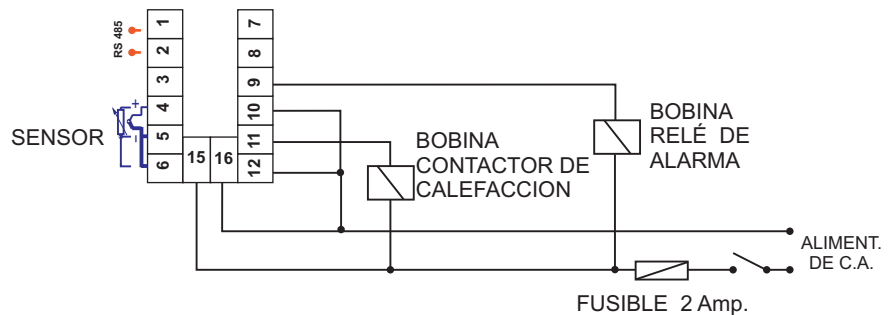 RS 485
1
2
3
4
5
6
7
8
9
10
11
12
15
16
+
-
SENSOR
BOBINA
CONTACTOR DE
CALEFACCION
BOBINA
RELÉ DE
ALARMA
ALIMENT.
DE C.A.
FUSIBLE 2 Amp.